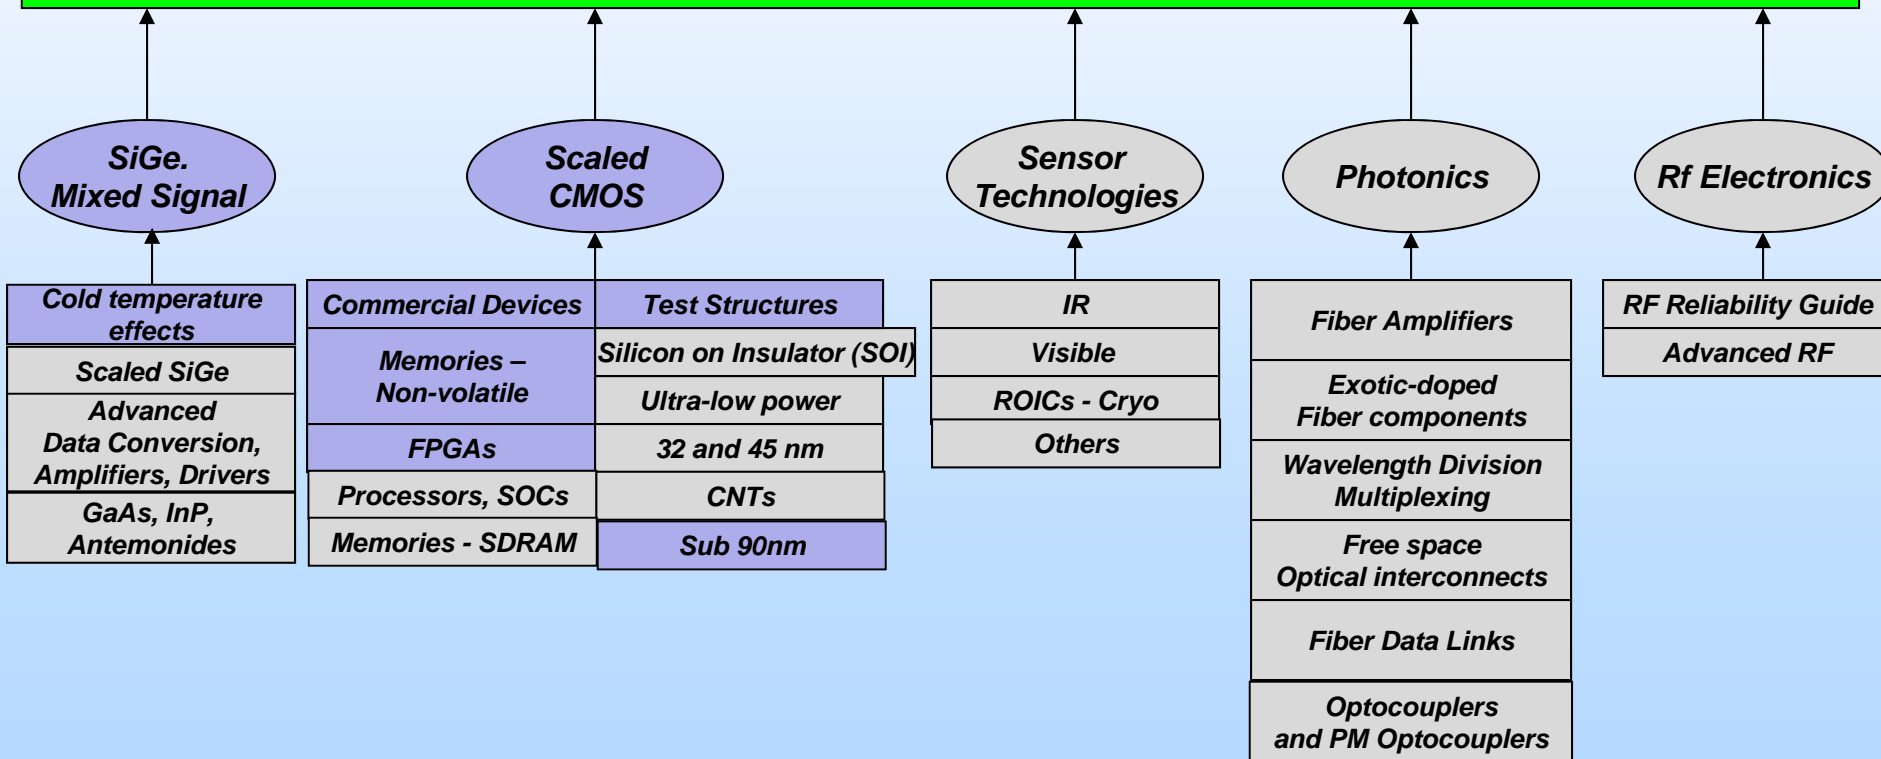 SiGe.
Mixed Signal
Scaled
CMOS
Sensor
Technologies
Photonics
Rf Electronics
Cold temperature
effects
Scaled SiGe
Advanced
Data Conversion,
Amplifiers, Drivers
GaAs, InP,
Antemonides
Commercial Devices
Memories –
Non-volatile
FPGAs
Processors, SOCs
Memories - SDRAM
Test Structures
Silicon on Insulator (SOI)
Ultra-low power
32 and 45 nm
CNTs
Sub 90nm
IR
Visible
ROICs - Cryo
Others
Fiber Amplifiers
Exotic-doped
Fiber components
Wavelength Division
Multiplexing
Free space
Optical interconnects
Fiber Data Links
Optocouplers
and PM Optocouplers
RF Reliability Guide
Advanced RF